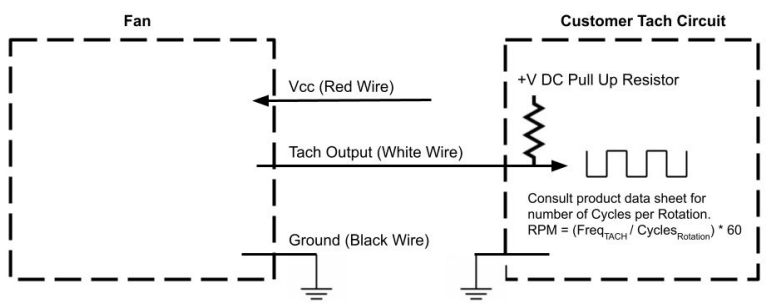 Fan
Customer Tach Circuit
Vcc (Red Wire)
+V DC Pull Up Resistor
Tach Output (White Wire)
Consult product data sheet for
number of Cycles per Rotation.
RPM = (FreqTACH / CyclesRotation) * 60
Ground (Black Wire)